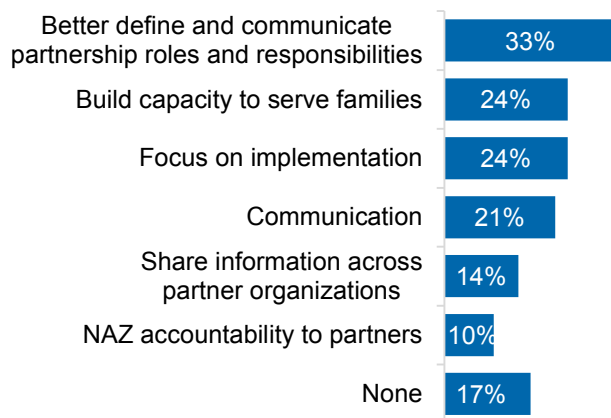 Better define and communicate
partnership roles and responsibilities
33%
Build capacity to serve families
24%
Focus on implementation
24%
Communication
21%
Share information across
partner organizations
14%
NAZ accountability to partners
10%
None
17%